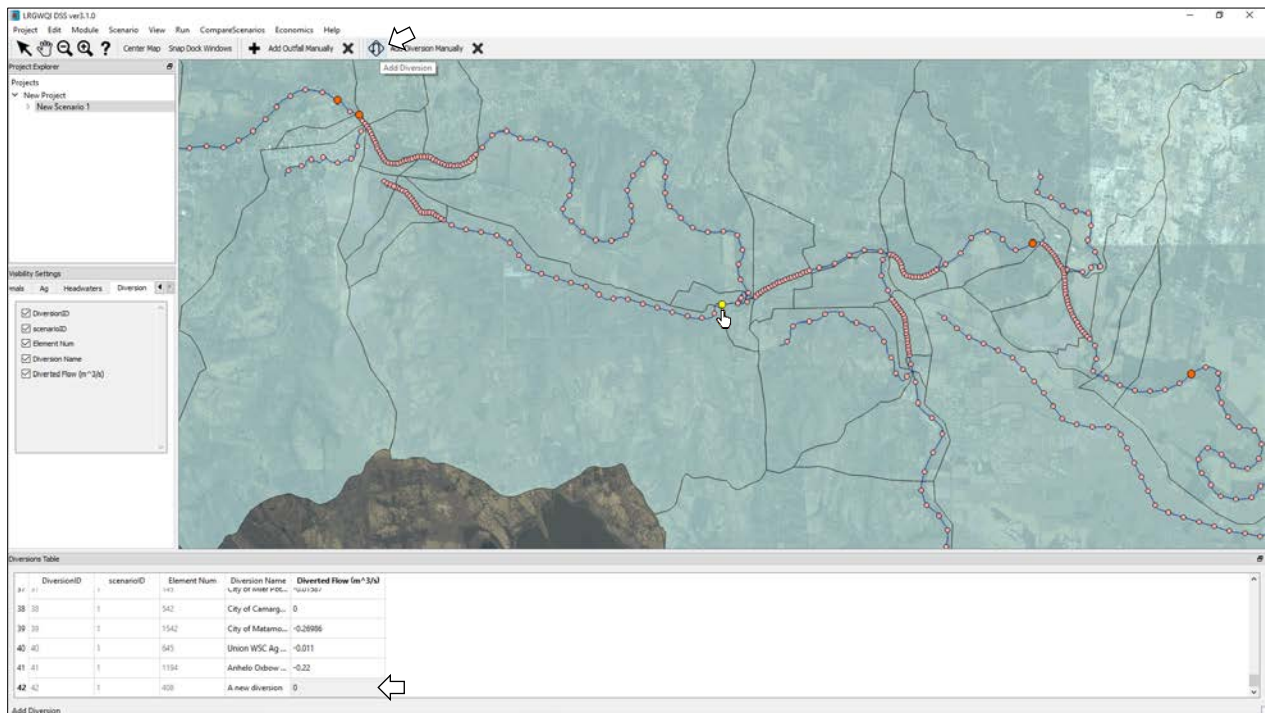 LRGWQI DSS ver3.1.0
Project Edit Module Scenario View Run CompareScenarios Economics Help
Center Map Snap Dock Windows Add Outfall Manually Add Diversion Manually
Project Explorer
Add Diversion
Projects
New Project
New Scenario 1
Visibility Settings
Ag Headwaters Diversion
DiversionID
scenarioID
Element Num
Diversion Name
Diverted Flow (m^3/s)
Diversions Table
DiversionID scenarioID Element Num Diversion Name Diverted Flow (m^3/s)
38 38 1 542 City of Camarg... 0
39 39 1 1542 City of Matamo... -0.26986
40 40 1 645 Union WSC Ag ... -0.011
41 41 1 1194 Anhelo Oxbow ... -0.22
42 42 1 408 A new diversion 0
Add Diversion